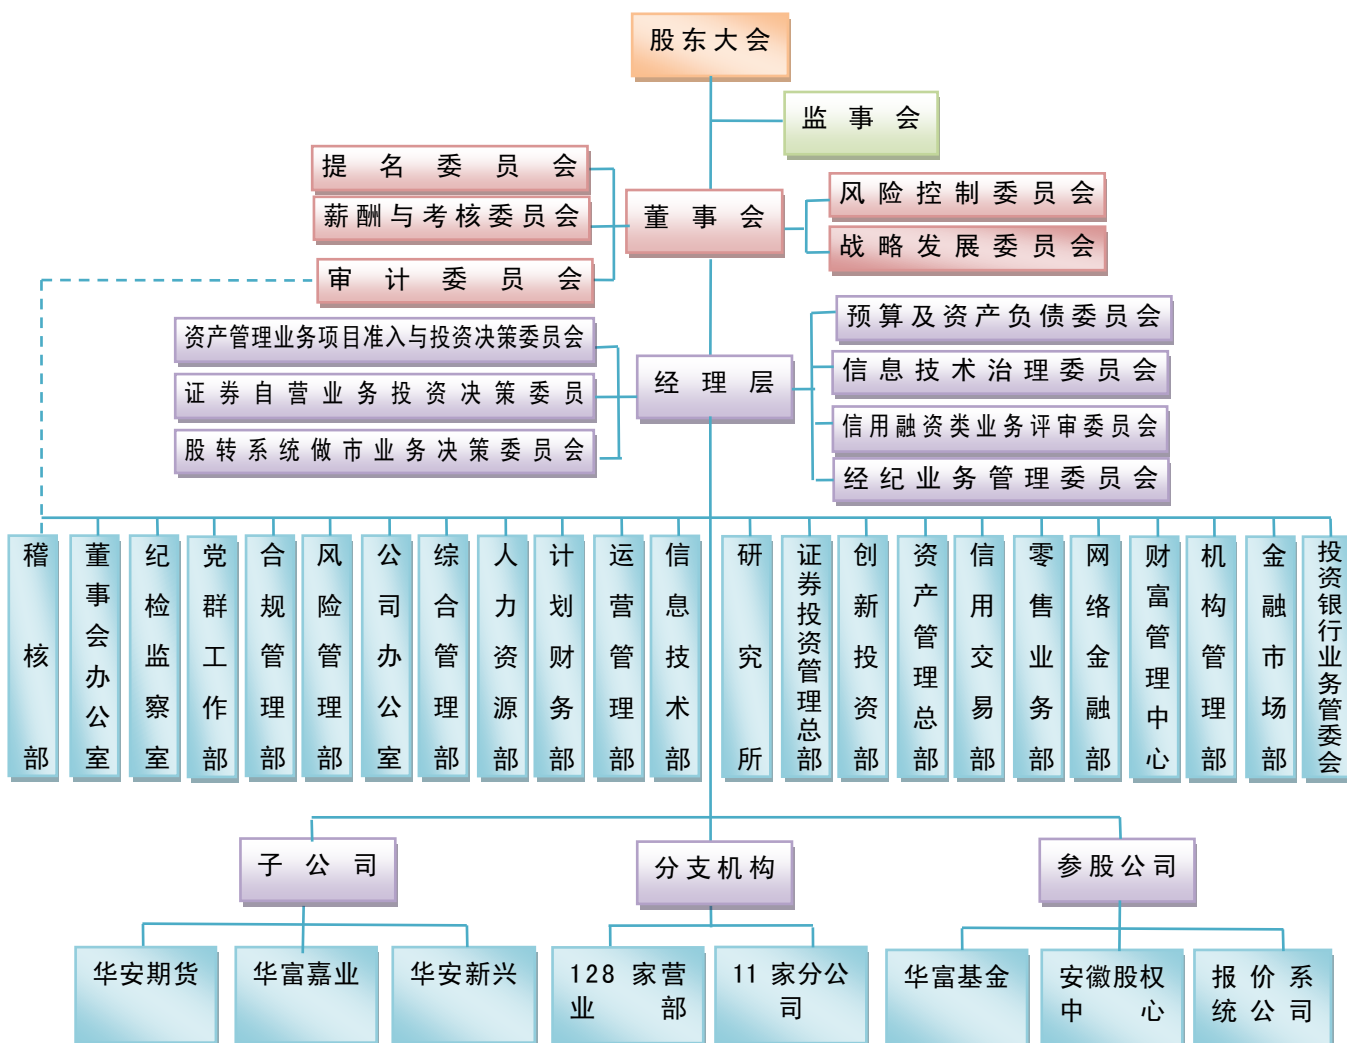 股东大会
监事会
提名委员会
薪酬与考核委员会
审计委员会
董事会
风险控制委员会
战略发展委员会
资产管理业务项目准入与投资决策委员会
证券自营业务投资决策委员
股转系统做市业务决策委员会
经理层
预算及资产负债委员会
信息技术治理委员会
信用融资类业务评审委员会
经纪业务管理委员会
稽核部
董事会办公室
纪检监察室
党群工作部
合规管理部
风险管理部
公司办公室
综合管理部
人力资源部
计划财务部
运营管理部
信息技术部
研究所
证券投资管理总部
创新投资部
资产管理总部
信用交易部
零售业务部
网络金融部
财富管理中心
机构管理部
金融市场部
投资银行业务管委会
子公司
分支机构
参股公司
华安期货
华富嘉业
华安新兴
128 家营
业部
11 家分公
司
华富基金
安徽股权
中心
报价系
统公司